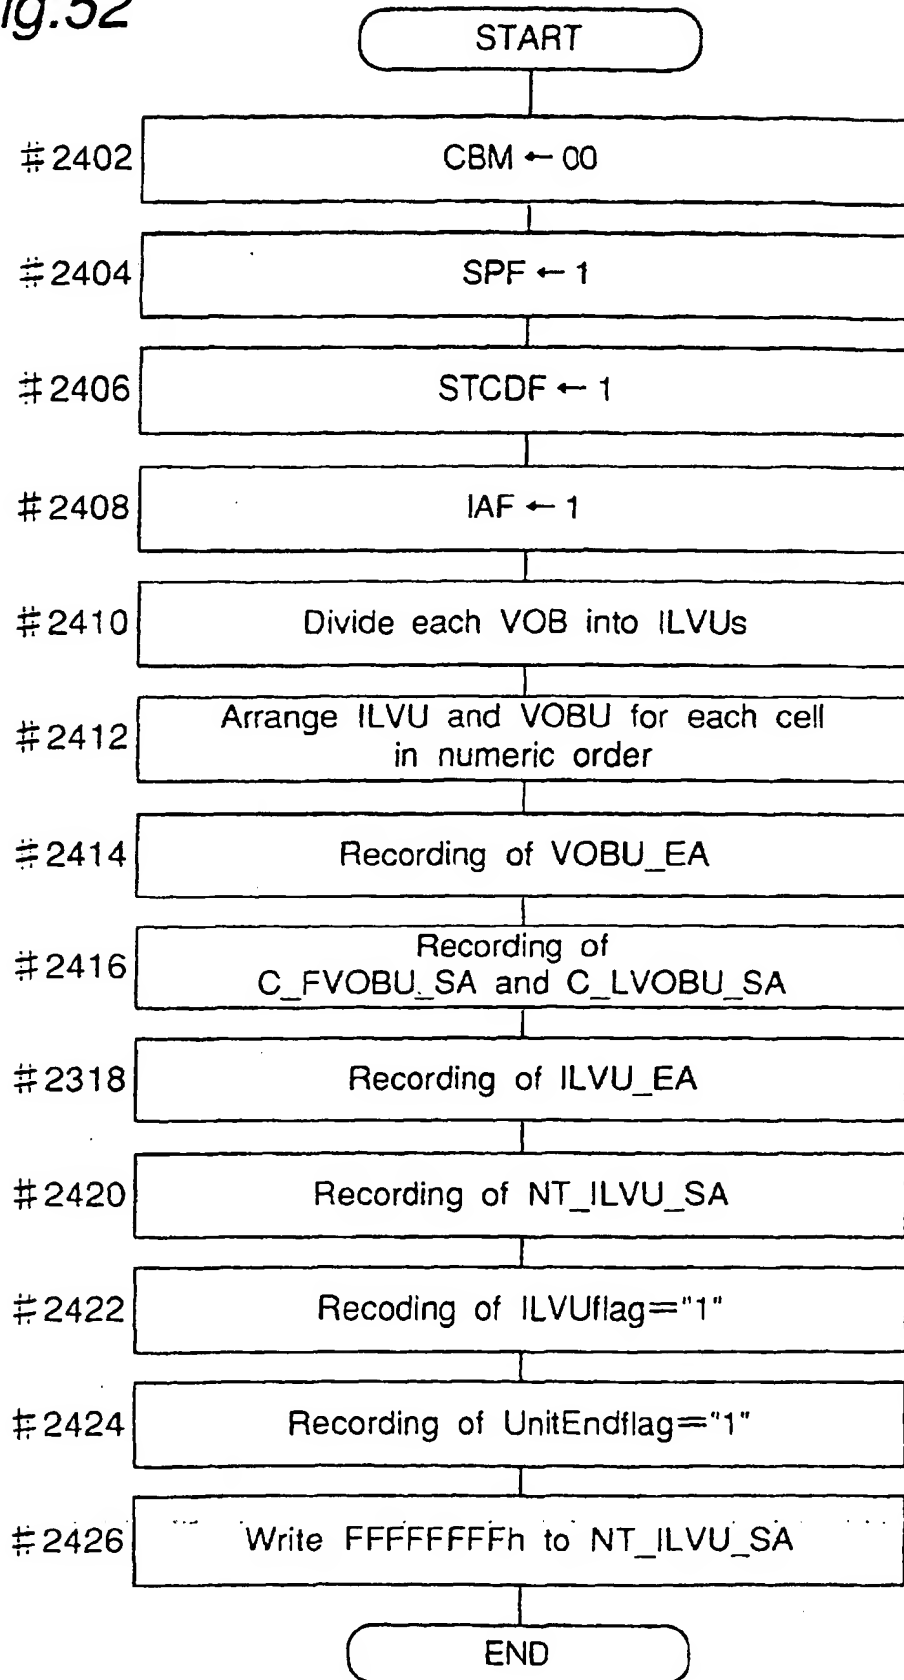 ig.52
START
#2402 CBM ← 00
#2404 SPF ← 1
#2406 STCDF ← 1
#2408 IAF ← 1
#2410 Divide each VOB into ILVUs
#2412 Arrange ILVU and VOBU for each cell
in numeric order
#2414 Recording of VOBU_EA
#2416 Recording of
C_FVOBU_SA and C_LVOBU_SA
#2318 Recording of ILVU_EA
#2420 Recording of NT_ILVU_SA
#2422 Recoding of ILVUflag="1"
#2424 Recording of UnitEndflag="1"
#2426 Write FFFFFFFFh to NT_ILVU_SA
END